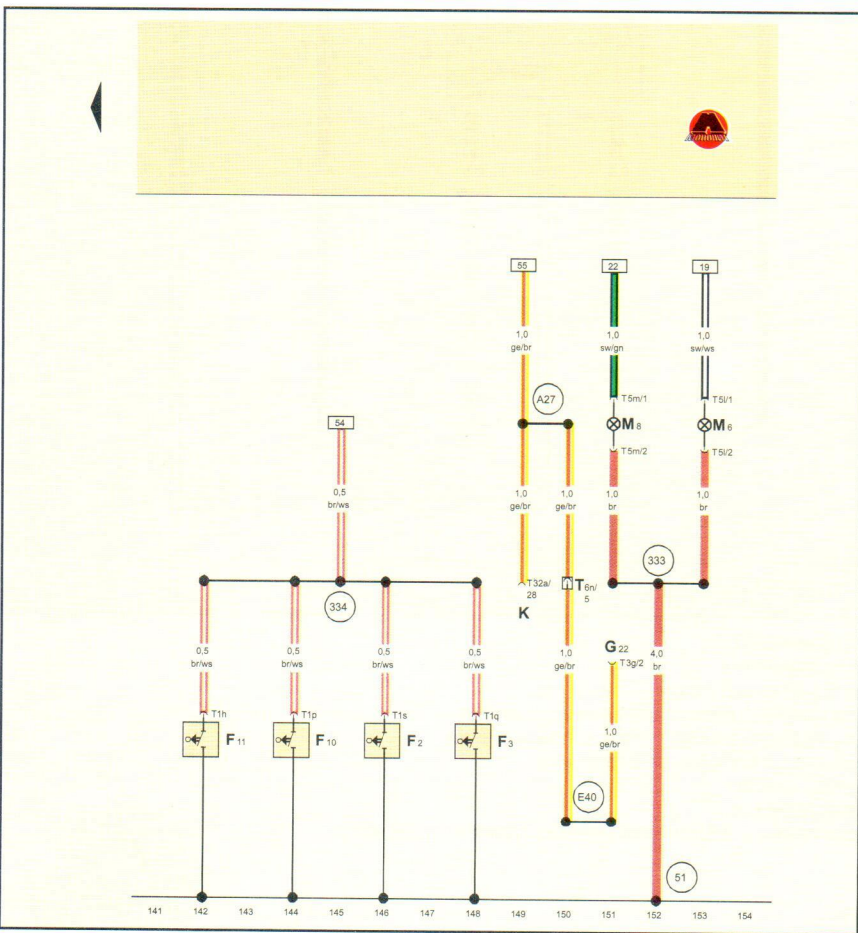 55 22 19
1,0 1,0 1,0
ge/br sw/gn sw/ws
A27 T5m/1 T5l/1
54 M8 M6
T5m/2 T5l/2
0,5 1,0 1,0 1,0 1,0
br/ws ge/br ge/br br br
333
T32a/ T6n/
28 5
334 K
0,5 0,5 0,5 0,5 1,0 G22 4,0
br/ws br/ws br/ws br/ws ge/br T3g/2 br
T1h T1p T1s T1q
F11 F10 F2 F3 1,0
ge/br
E40
51
141 142 143 144 145 146 147 148 149 150 151 152 153 154